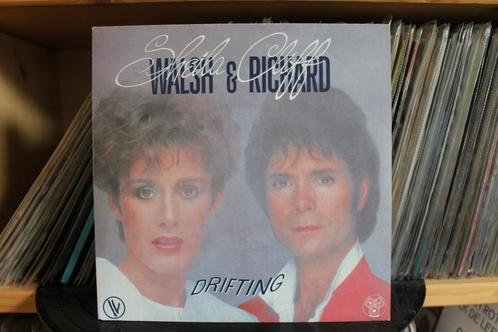 Sheila Cliff
WALSH & RICHARD
DRIFTING